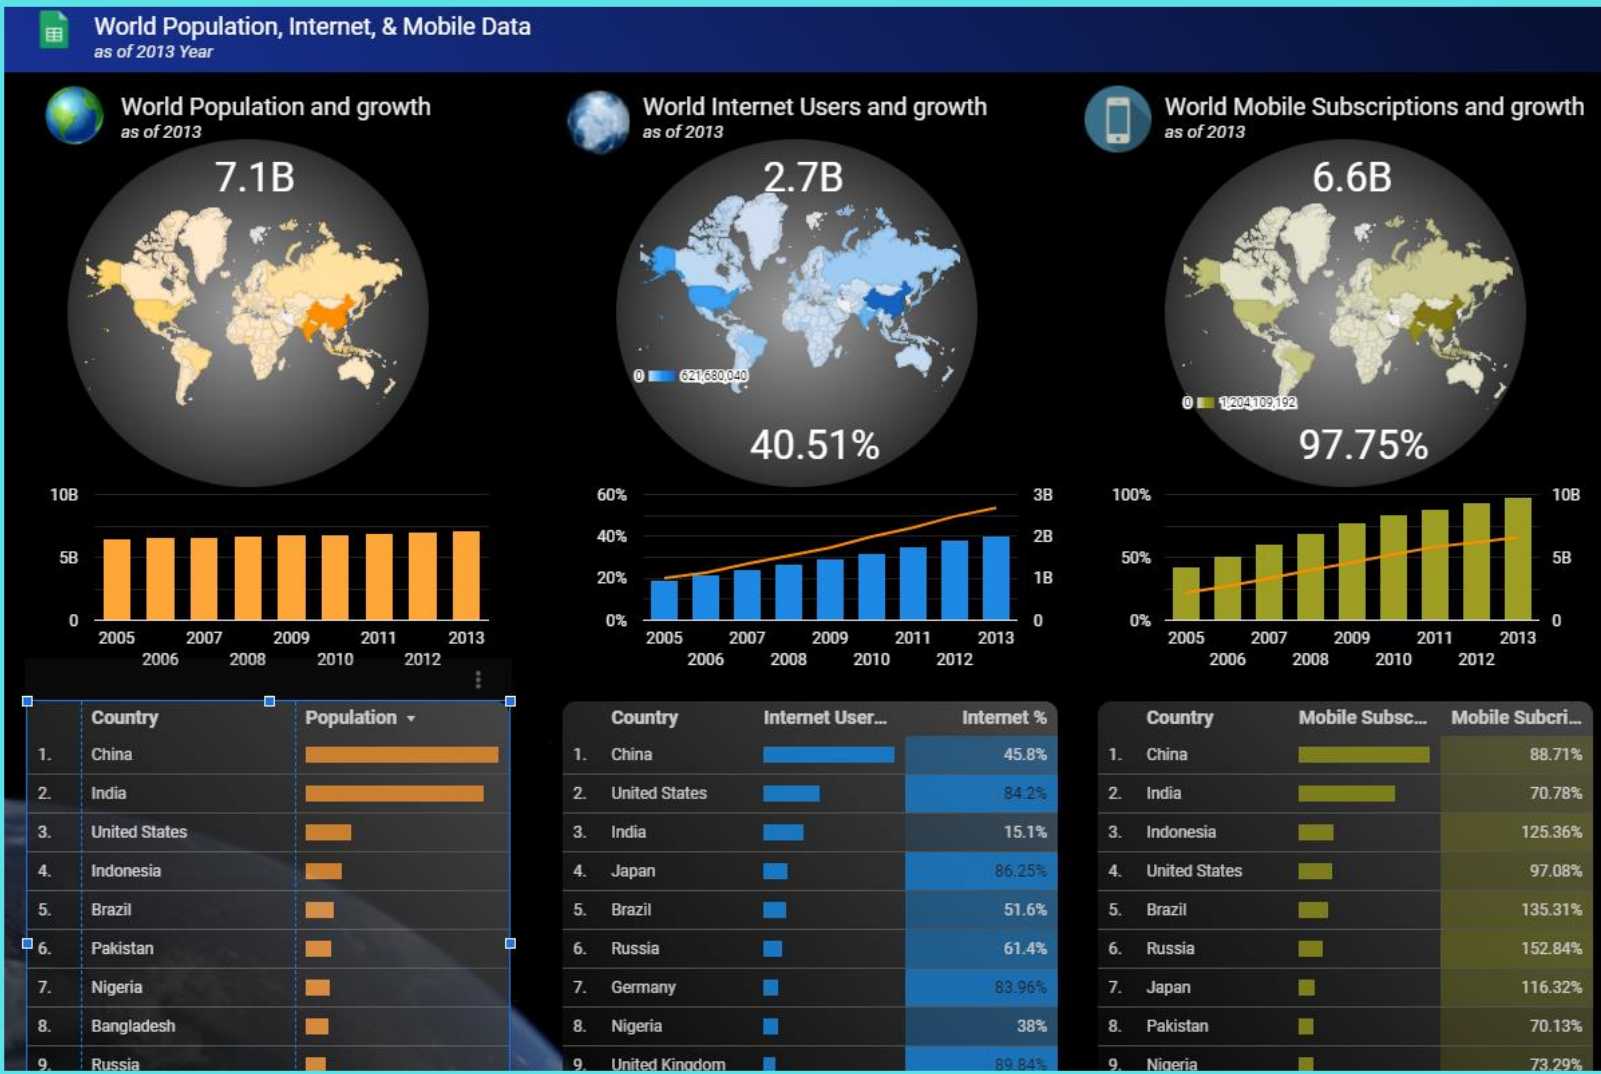 World Population, Internet, & Mobile Data
as of 2013 Year
World Population and growth
as of 2013
7.1B
10B
5B
0
2005 2007 2009 2011 2013
2006 2008 2010 2012
Country Population
1. China
2. India
3. United States
4. Indonesia
5. Brazil
6. Pakistan
7. Nigeria
8. Bangladesh
9. Russia
World Internet Users and growth
as of 2013
2.7B
0 621,680,040
40.51%
60% 3B
40% 2B
20% 1B
0% 0
2005 2007 2009 2011 2013
2006 2008 2010 2012
Country Internet User... Internet %
1. China 45.8%
2. United States 84.2%
3. India 15.1%
4. Japan 86.25%
5. Brazil 51.6%
6. Russia 61.4%
7. Germany 83.96%
8. Nigeria 38%
9. United Kingdom 89.84%
World Mobile Subscriptions and growth
as of 2013
6.6B
0 1,204,109,192
97.75%
100% 10B
50% 5B
0% 0
2005 2007 2009 2011 2013
2006 2008 2010 2012
Country Mobile Subsc... Mobile Subcri...
1. China 88.71%
2. India 70.78%
3. Indonesia 125.36%
4. United States 97.08%
5. Brazil 135.31%
6. Russia 152.84%
7. Japan 116.32%
8. Pakistan 70.13%
9. Nigeria 73.29%